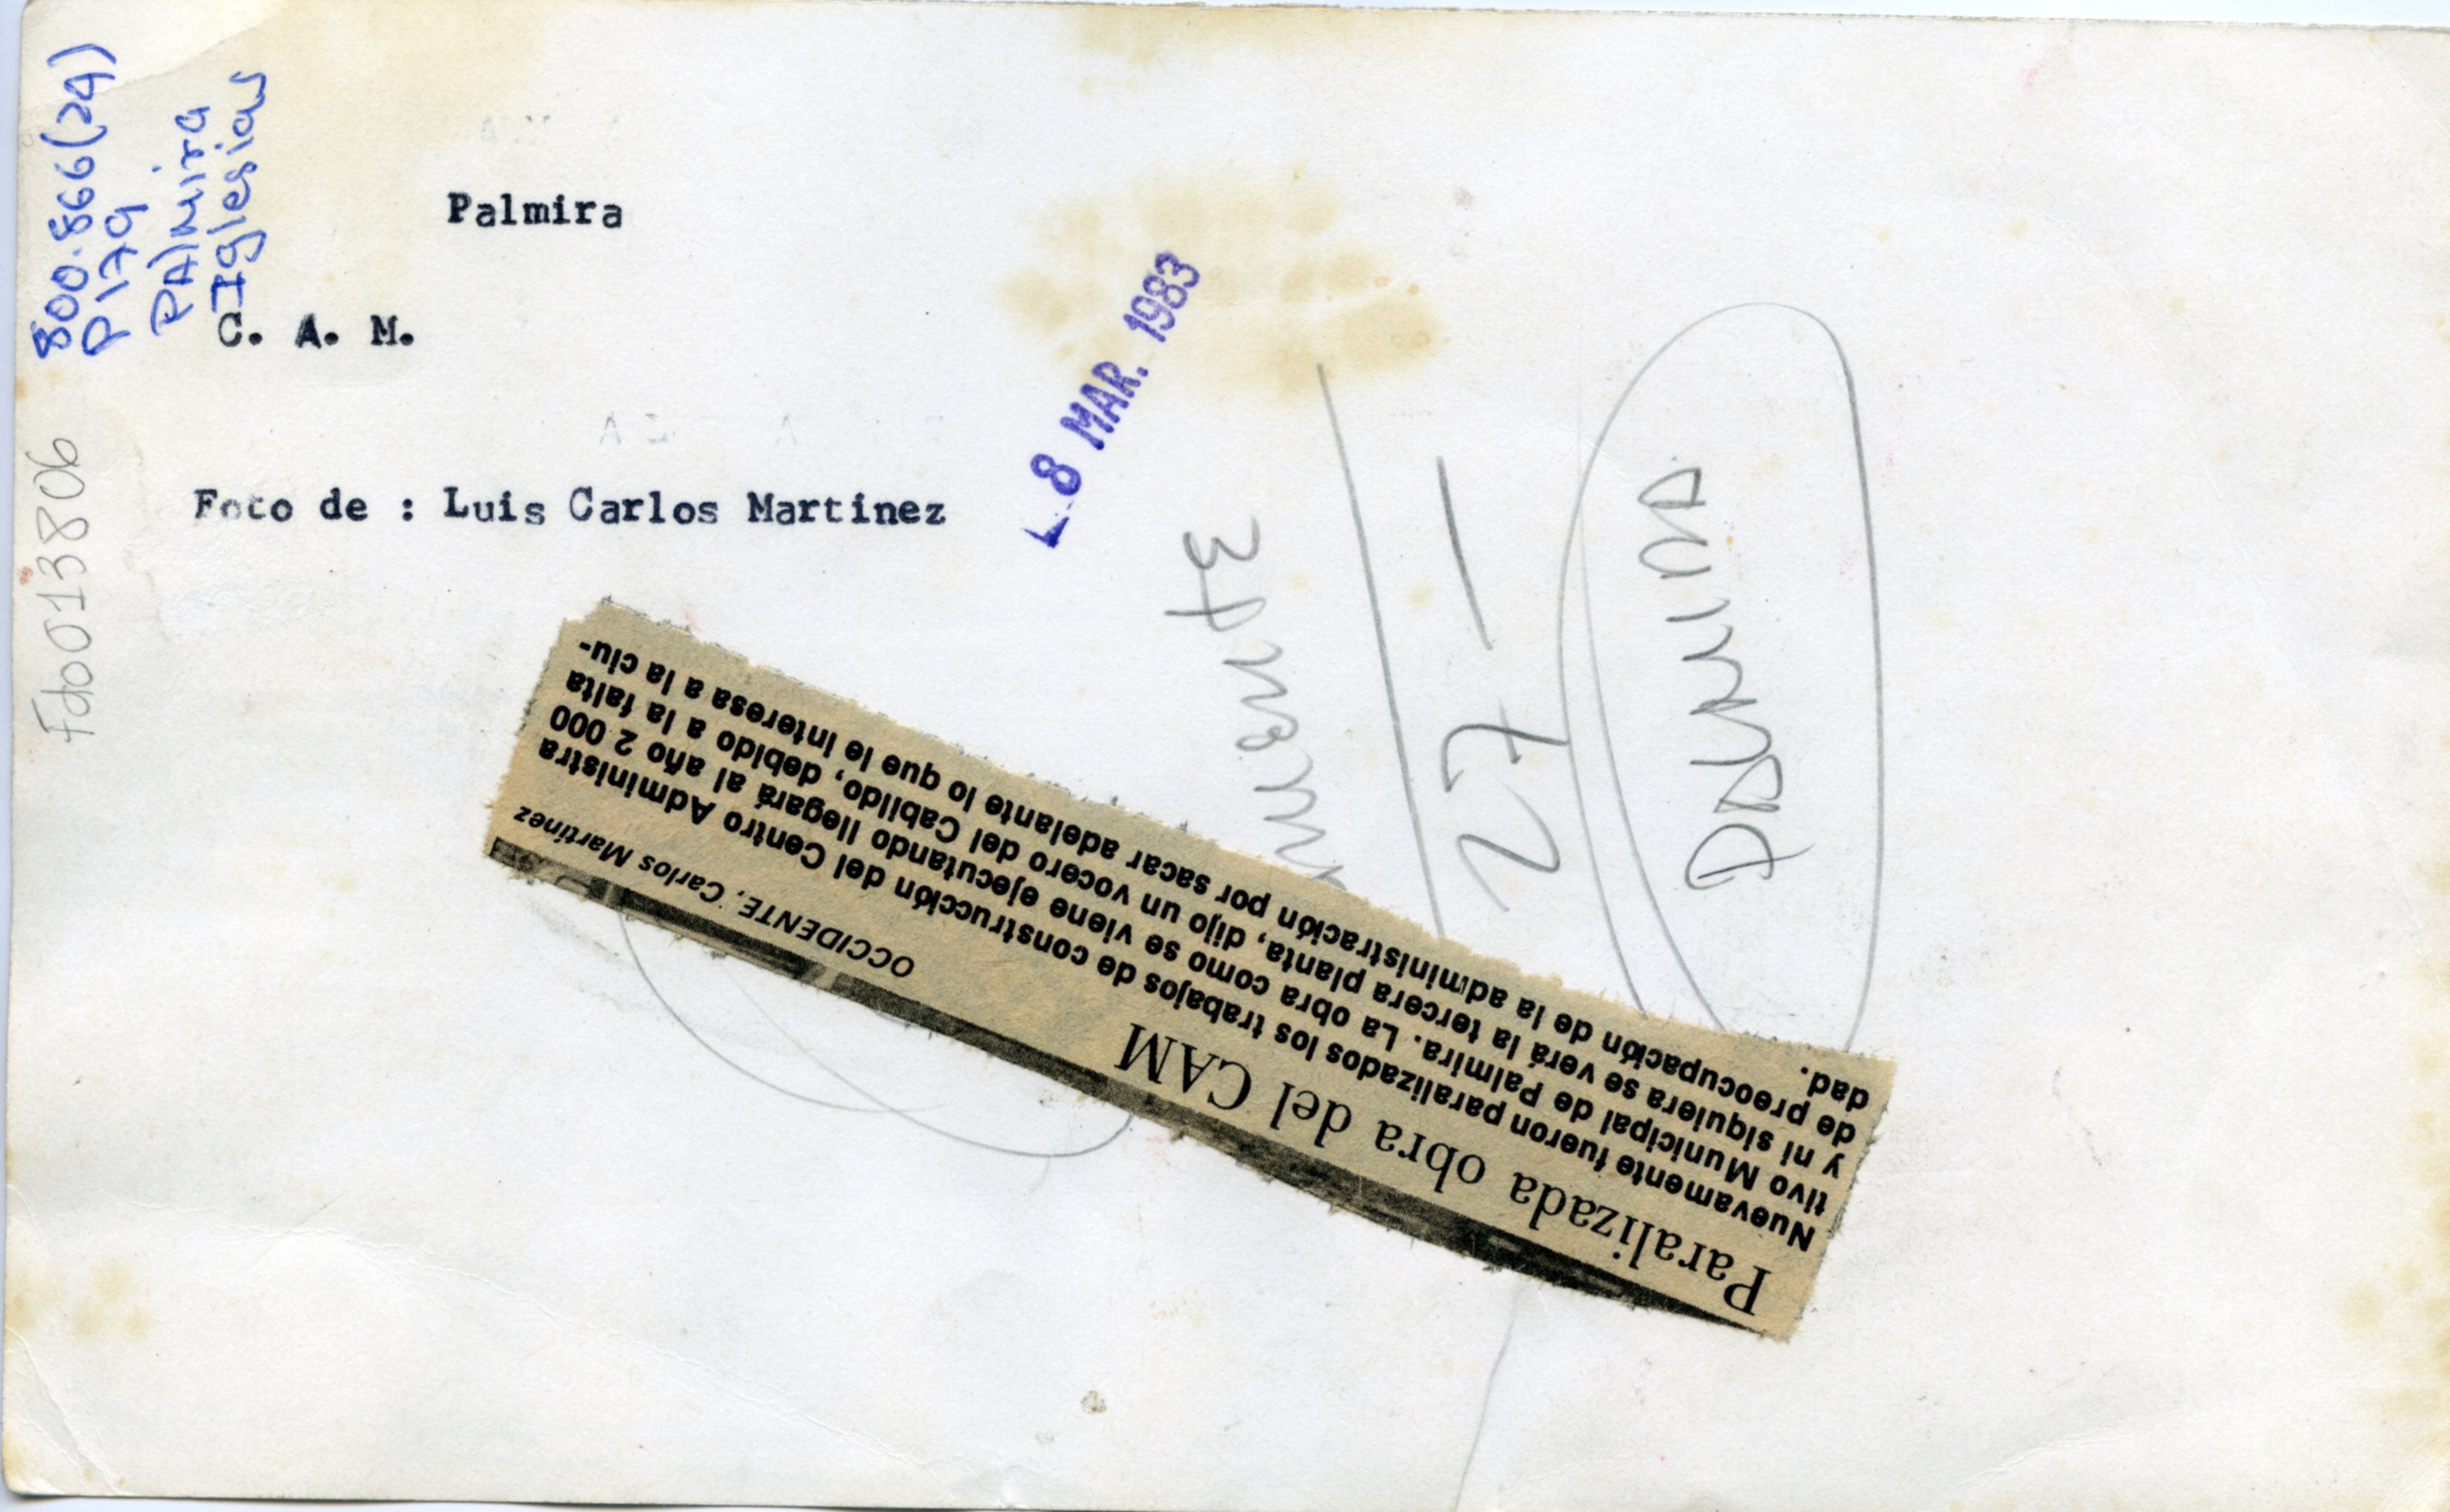 800.866(24)
P179
PAlmira
Iglesias
Palmira
C. A. M.
Foto de : Luis Carlos Martinez
8 MAR. 1983
Fdo013806
Palmira
27 —
OCCIDENTE, Carlos Martínez
Paralizada obra del CAM
Nuevamente fueron paralizados los trabajos de construcción del Centro Administra
tivo Municipal de Palmira. La obra como se viene ejecutando llegará al año 2 000
y ni siquiera se verá la tercera planta, dijo un vocero del Cabildo, debido a la falta
de preocupación de la administración por sacar adelante lo que le interesa a la ciu-
dad.